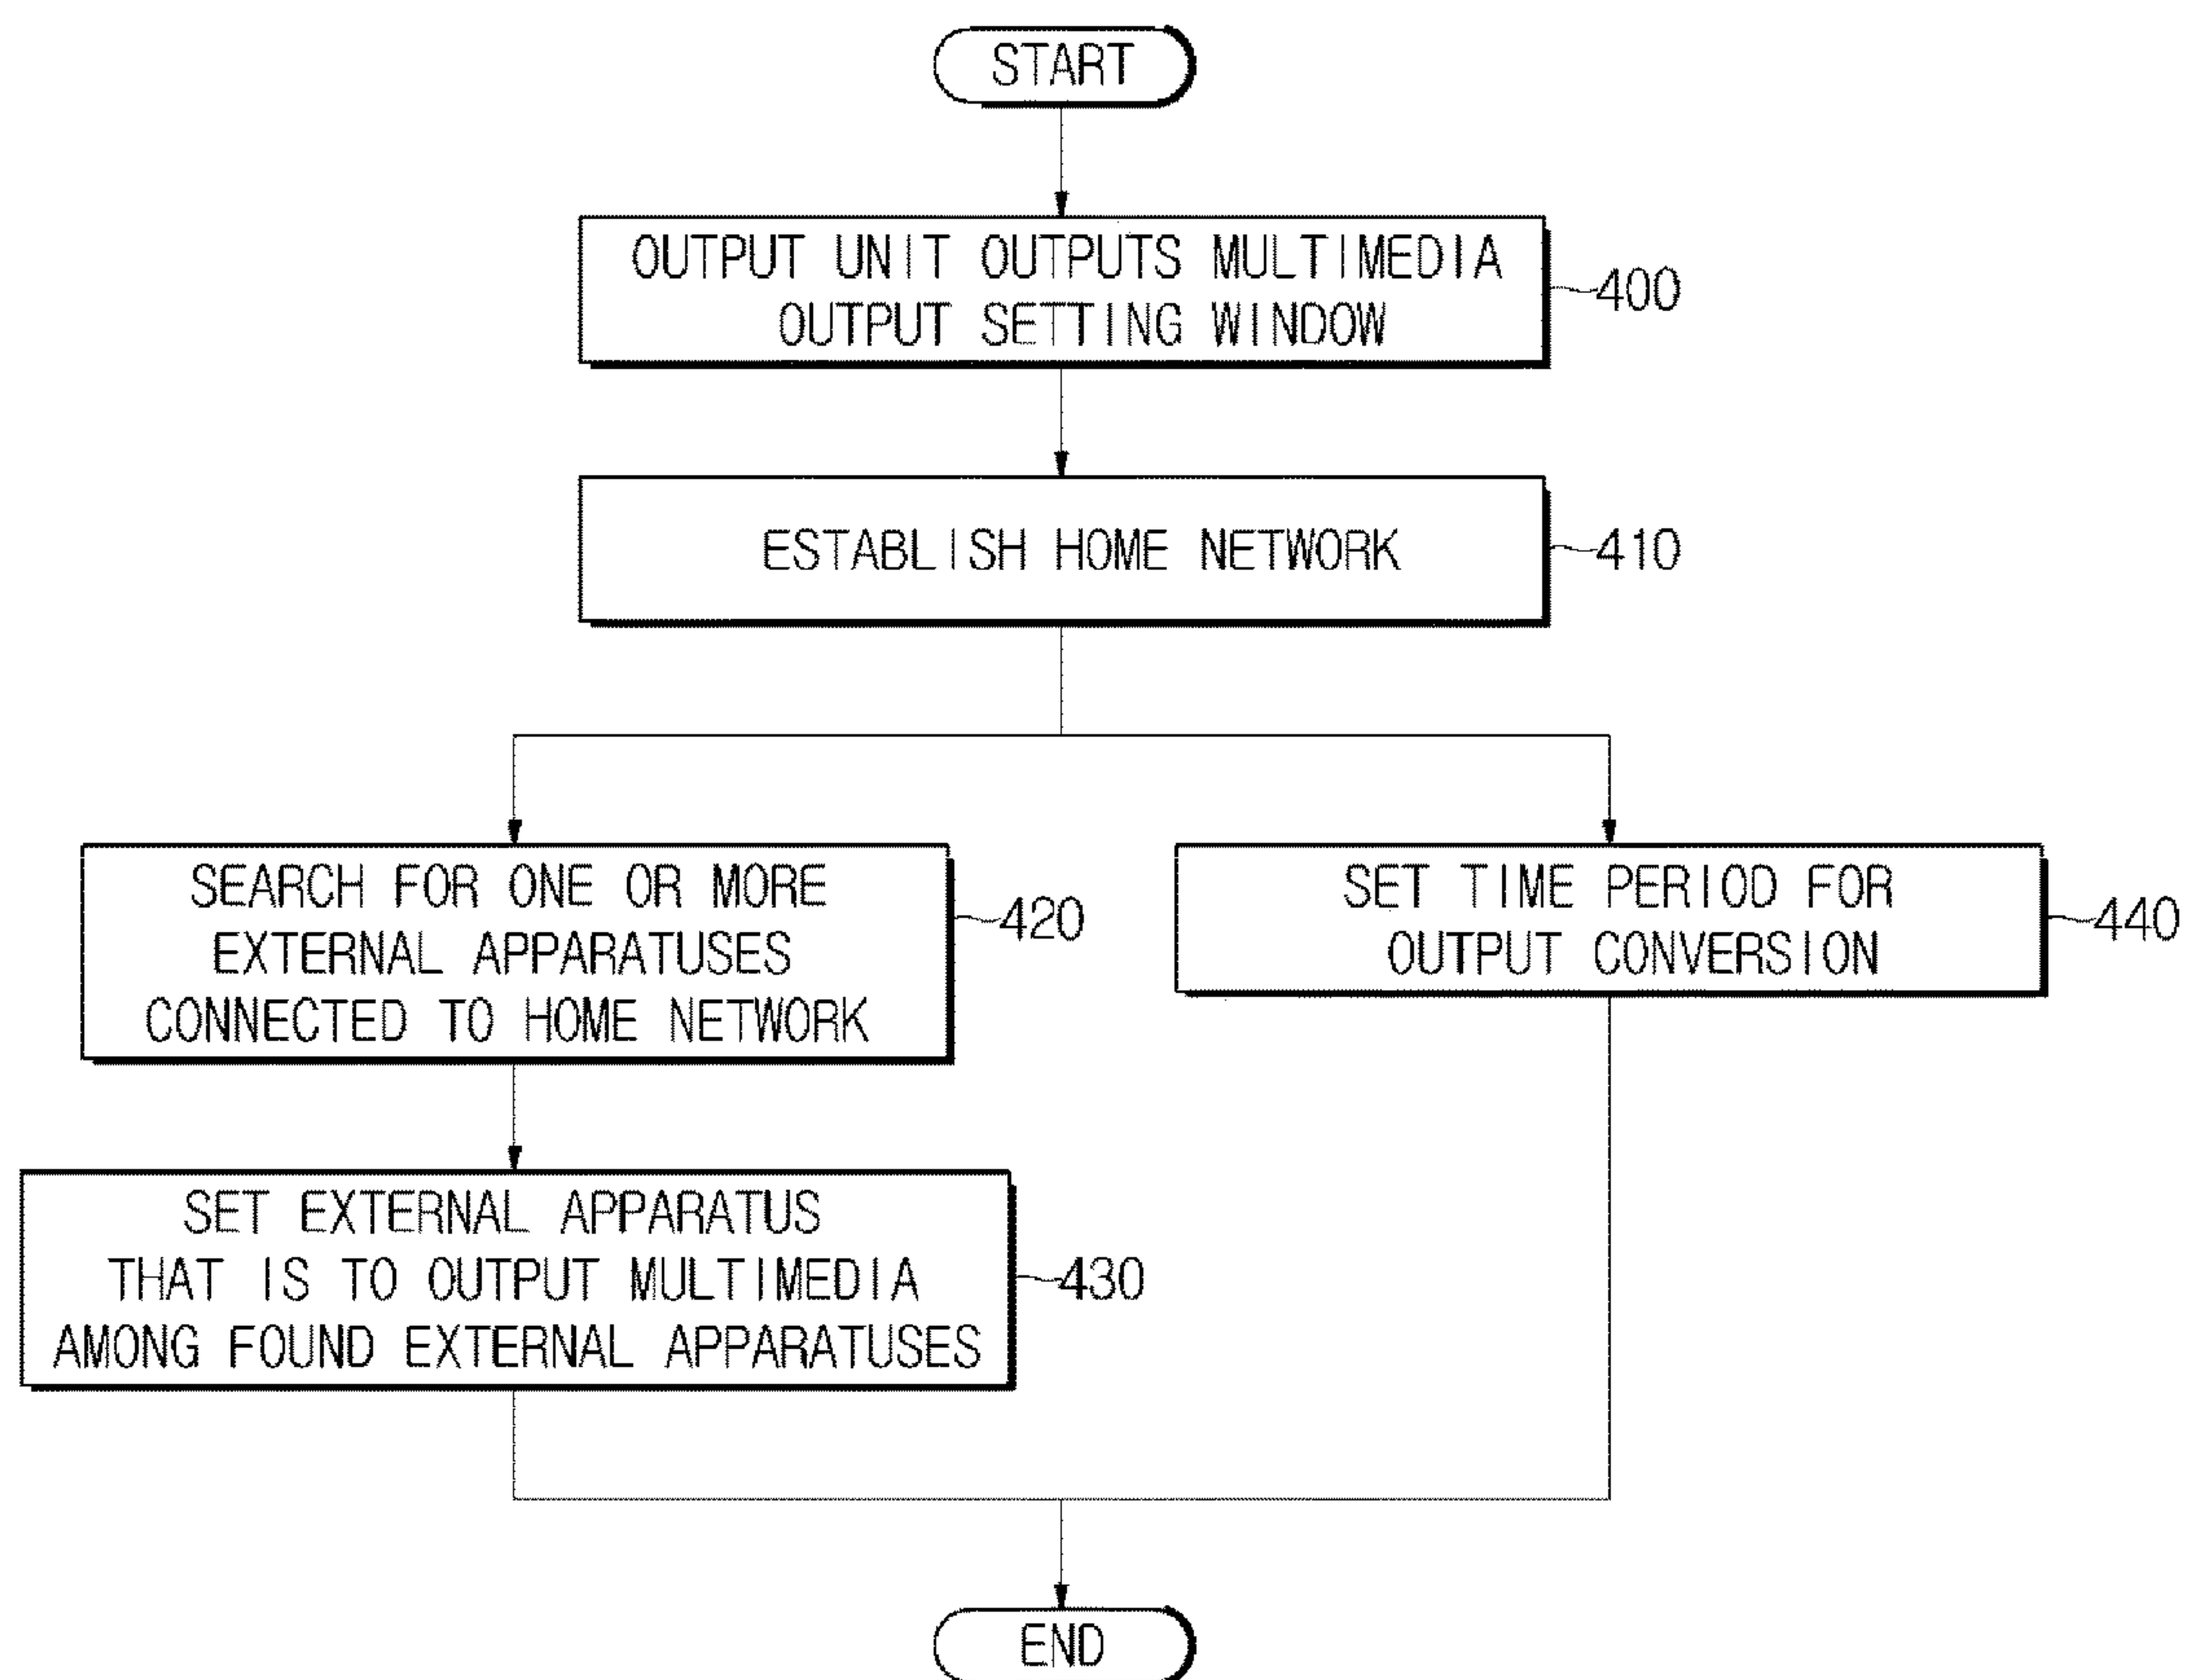 START
OUTPUT UNIT OUTPUTS MULTIMEDIA
OUTPUT SETTING WINDOW
400
ESTABLISH HOME NETWORK
410
SEARCH FOR ONE OR MORE
EXTERNAL APPARATUSES
CONNECTED TO HOME NETWORK
420
SET TIME PERIOD FOR
OUTPUT CONVERSION
440
SET EXTERNAL APPARATUS
THAT IS TO OUTPUT MULTIMEDIA
AMONG FOUND EXTERNAL APPARATUSES
430
END